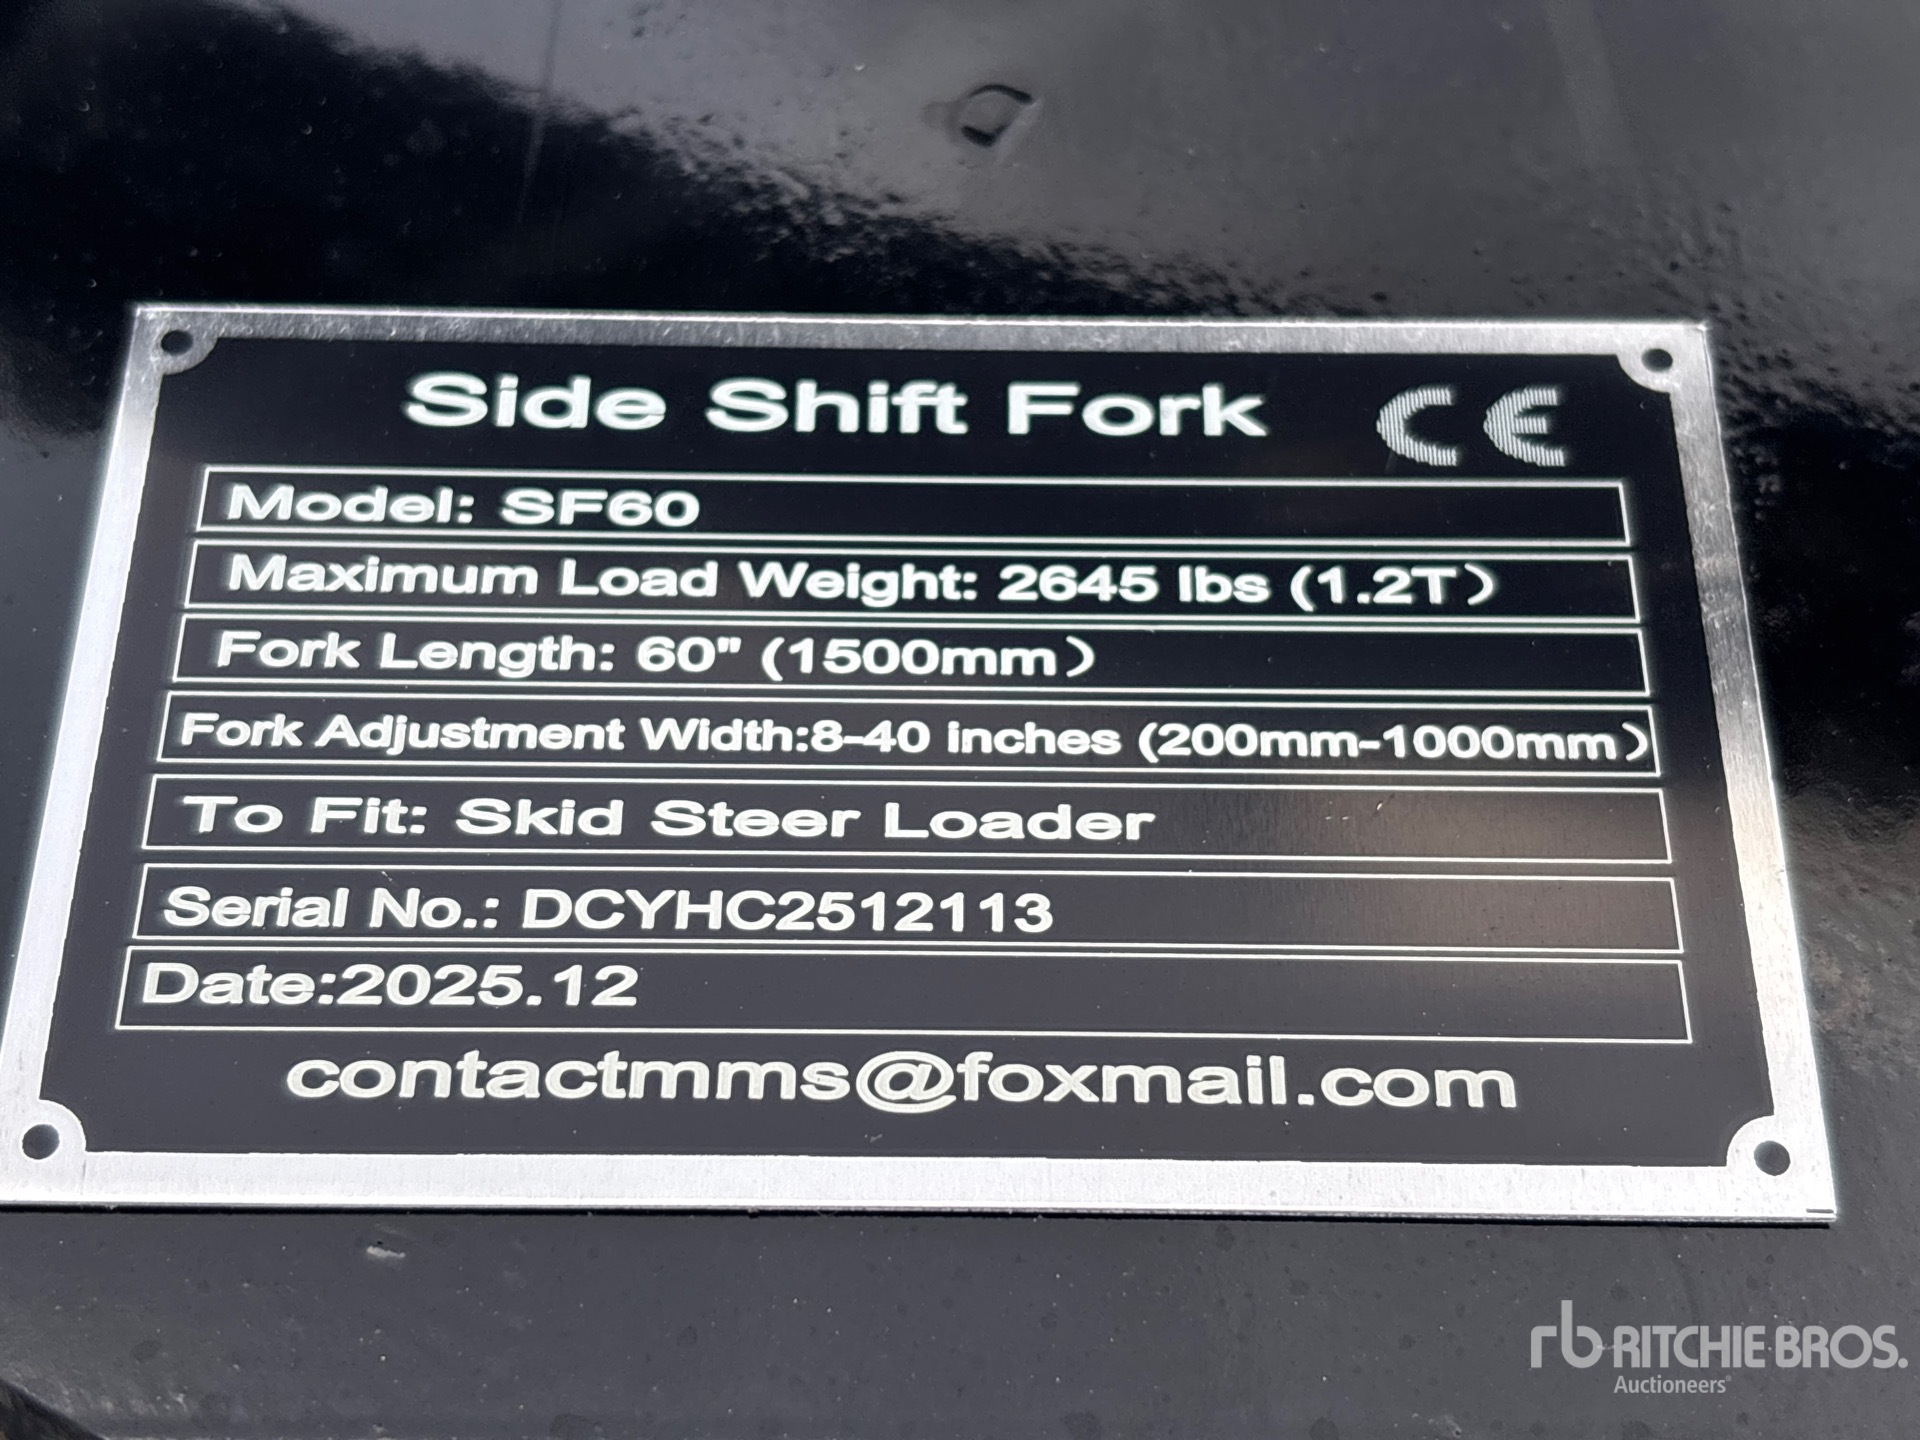 Side Shift Fork CE
Model: SF60
Maximum Load Weight: 2645 lbs (1.2T)
Fork Length: 60" (1500mm)
Fork Adjustment Width:8-40 inches (200mm-1000mm)
To Fit: Skid Steer Loader
Serial No.: DCYHC2512113
Date:2025.12
contactmms@foxmail.com
rb RITCHIE BROS.
Auctioneers